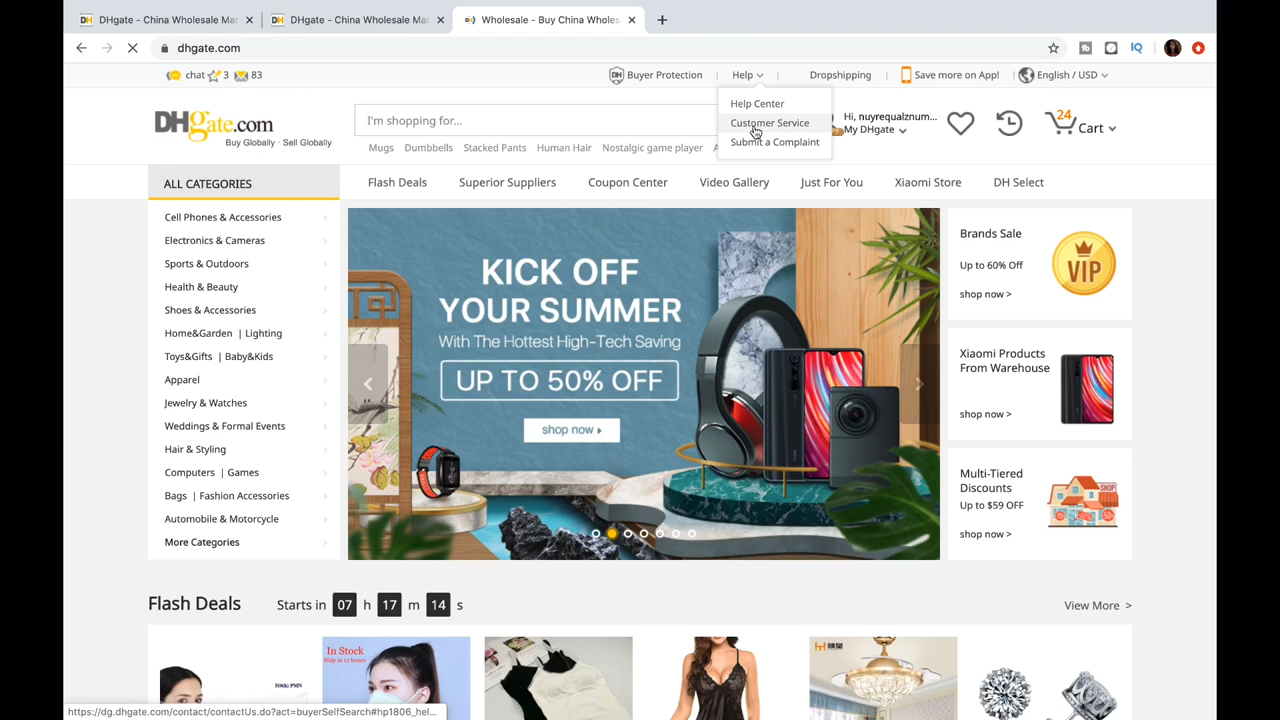 DHgate - China Wholesale Mar
DHgate - China Wholesale Mar
Wholesale - Buy China Wholes
dhgate.com
IQ
chat 3 83
Buyer Protection
Help
Dropshipping
Save more on App!
English / USD
Help Center
Customer Service
Submit a Complaint
DHgate.com
Buy Globally · Sell Globally
I'm shopping for...
Mugs Dumbbells Stacked Pants Human Hair Nostalgic game player
Hi, nuyrequalznum...
My DHgate
24
Cart
ALL CATEGORIES
Flash Deals
Superior Suppliers
Coupon Center
Video Gallery
Just For You
Xiaomi Store
DH Select
Cell Phones & Accessories
Electronics & Cameras
Sports & Outdoors
Health & Beauty
Shoes & Accessories
Home&Garden | Lighting
Toys&Gifts | Baby&Kids
Apparel
Jewelry & Watches
Weddings & Formal Events
Hair & Styling
Computers | Games
Bags | Fashion Accessories
Automobile & Motorcycle
More Categories
KICK OFF
YOUR SUMMER
With The Hottest High-Tech Saving
UP TO 50% OFF
shop now
Brands Sale
Up to 60% Off
shop now >
VIP
Xiaomi Products
From Warehouse
shop now >
Multi-Tiered
Discounts
Up to $59 OFF
shop now >
SHOP
Flash Deals
Starts in 07 h 17 m 14 s
View More >
In Stock
Ship in 12 hours
https://dg.dhgate.com/contact/contactUs.do?act=buyerSelfSearch#hp1806_hel...